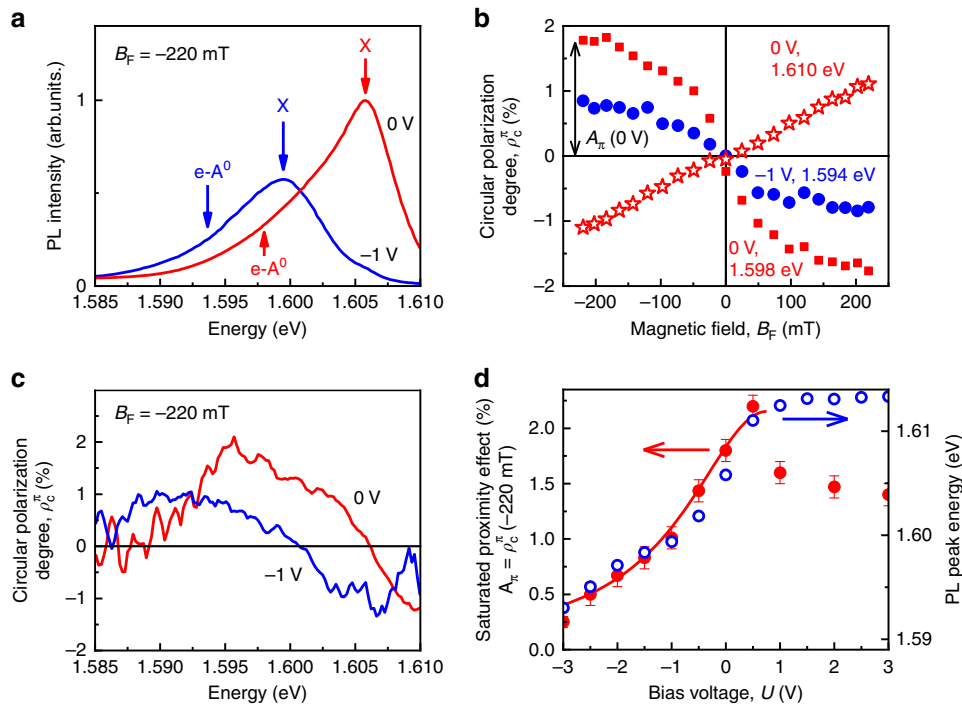 a
B_F = −220 mT
X
X
0 V
e-A⁰
e-A⁰
−1 V
1
0
PL intensity (arb.units.)
1.585 1.590 1.595 1.600 1.605 1.610
Energy (eV)
b
0 V,
1.610 eV
A_π (0 V)
−1 V, 1.594 eV
0 V,
1.598 eV
2
1
0
−1
−2
Circular polarization
degree, ρ_c^π (%)
−200 −100 0 100 200
Magnetic field, B_F (mT)
c
B_F = −220 mT
0 V
−1 V
2
1
0
−1
−2
Circular polarization
degree, ρ_c^π (%)
1.585 1.590 1.595 1.600 1.605 1.610
Energy (eV)
d
2.0
1.5
1.0
0.5
0.0
Saturated proximity effect (%)
A_π = ρ_c^π (−220 mT)
1.61
1.60
1.59
PL peak energy (eV)
−3 −2 −1 0 1 2 3
Bias voltage, U (V)